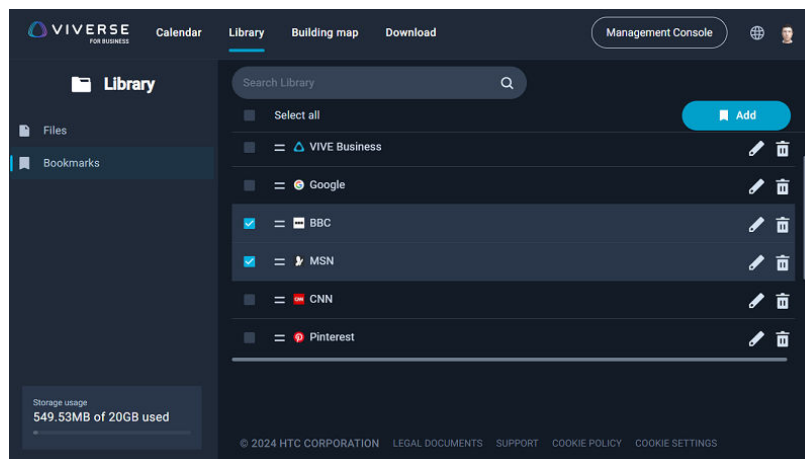 VIVERSE
FOR BUSINESS
Calendar
Library
Building map
Download
Management Console
Library
Files
Bookmarks
Search Library
Select all
Add
VIVE Business
Google
BBC
MSN
CNN
Pinterest
Storage usage
549.53MB of 20GB used
© 2024 HTC CORPORATION LEGAL DOCUMENTS SUPPORT COOKIE POLICY COOKIE SETTINGS